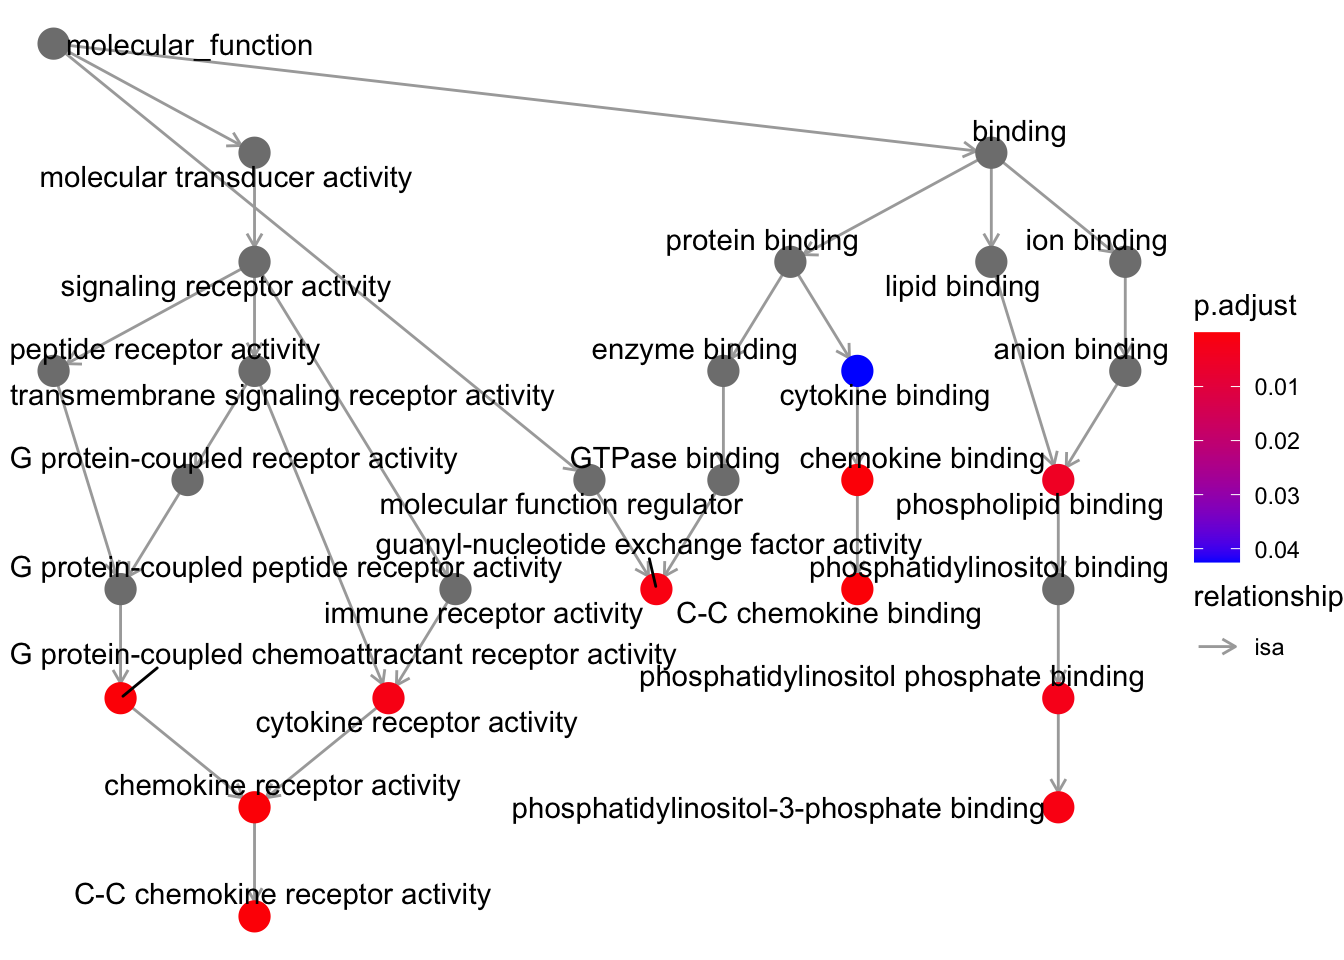 molecular_function
binding
molecular transducer activity
protein binding
ion binding
signaling receptor activity
lipid binding
p.adjust
peptide receptor activity
enzyme binding
anion binding
0.01
transmembrane signaling receptor activity
cytokine binding
0.02
G protein-coupled receptor activity
GTPase binding
chemokine binding
0.03
molecular function regulator
phospholipid binding
guanyl-nucleotide exchange factor activity
0.04
G protein-coupled peptide receptor activity
phosphatidylinositol binding
relationship
immune receptor activity
C-C chemokine binding
isa
G protein-coupled chemoattractant receptor activity
phosphatidylinositol phosphate binding
cytokine receptor activity
chemokine receptor activity
phosphatidylinositol-3-phosphate binding
C-C chemokine receptor activity